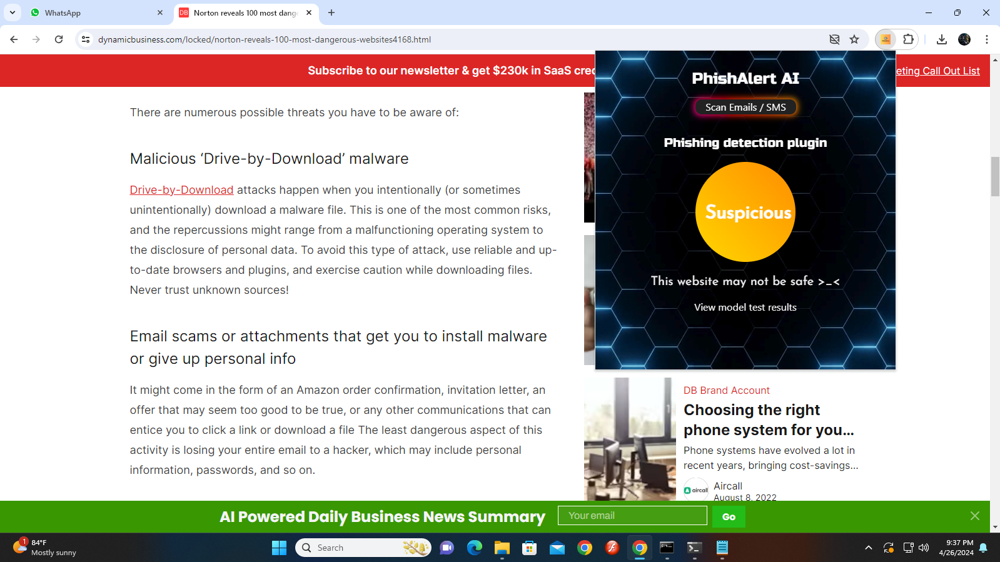 WhatsApp
DB Norton reveals 100 most dang
dynamicbusiness.com/locked/norton-reveals-100-most-dangerous-websites4168.html
Subscribe to our newsletter & get $230k in SaaS
eting Call Out List
There are numerous possible threats you have to be aware of:
Malicious ‘Drive-by-Download’ malware
Drive-by-Download attacks happen when you intentionally (or sometimes
unintentionally) download a malware file. This is one of the most common risks,
and the repercussions might range from a malfunctioning operating system to
the disclosure of personal data. To avoid this type of attack, use reliable and up-
to-date browsers and plugins, and exercise caution while downloading files.
Never trust unknown sources!
Email scams or attachments that get you to install malware
or give up personal info
It might come in the form of an Amazon order confirmation, invitation letter, an
offer that may seem too good to be true, or any other communications that can
entice you to click a link or download a file The least dangerous aspect of this
activity is losing your entire email to a hacker, which may include personal
information, passwords, and so on.
PhishAlert AI
Scan Emails / SMS
Phishing detection plugin
Suspicious
This website may not be safe >_<
View model test results
DB Brand Account
Choosing the right
phone system for you...
Phone systems have evolved a lot in
recent years, bringing cost-savings...
aircall
Aircall
August 8, 2022
AI Powered Daily Business News Summary
Your email
Go
1
84°F
Mostly sunny
Search
9:37 PM
4/26/2024